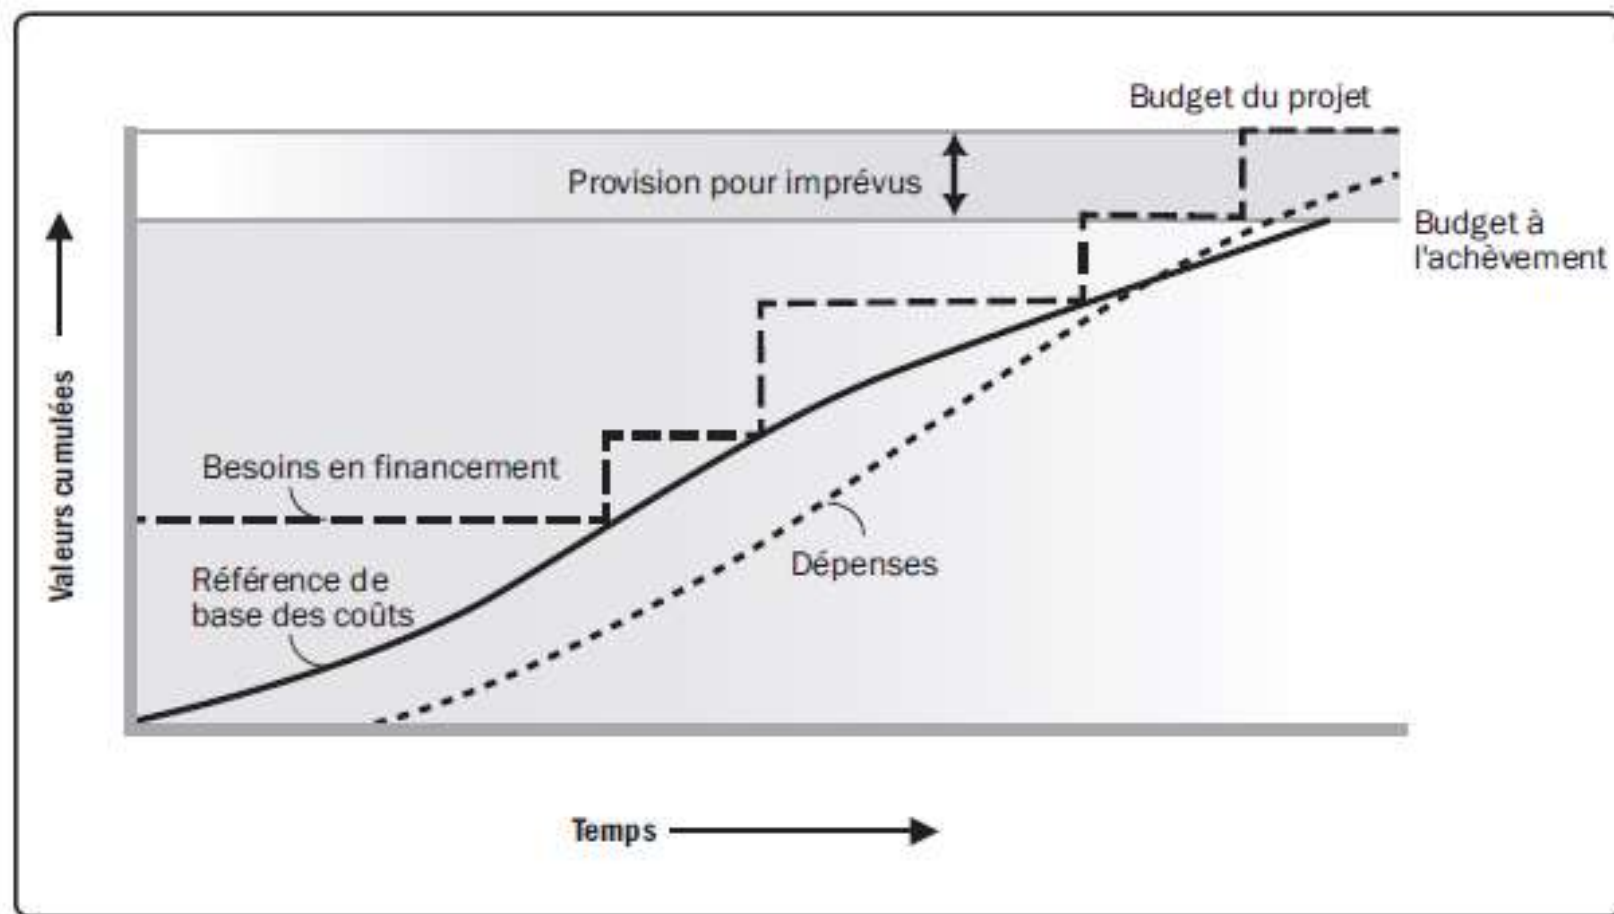 Budget du projet
Provision pour imprévus
Budget à
l'achèvement
Valeurs cumulées
Besoins en financement
Référence de
base des coûts
Dépenses
Temps